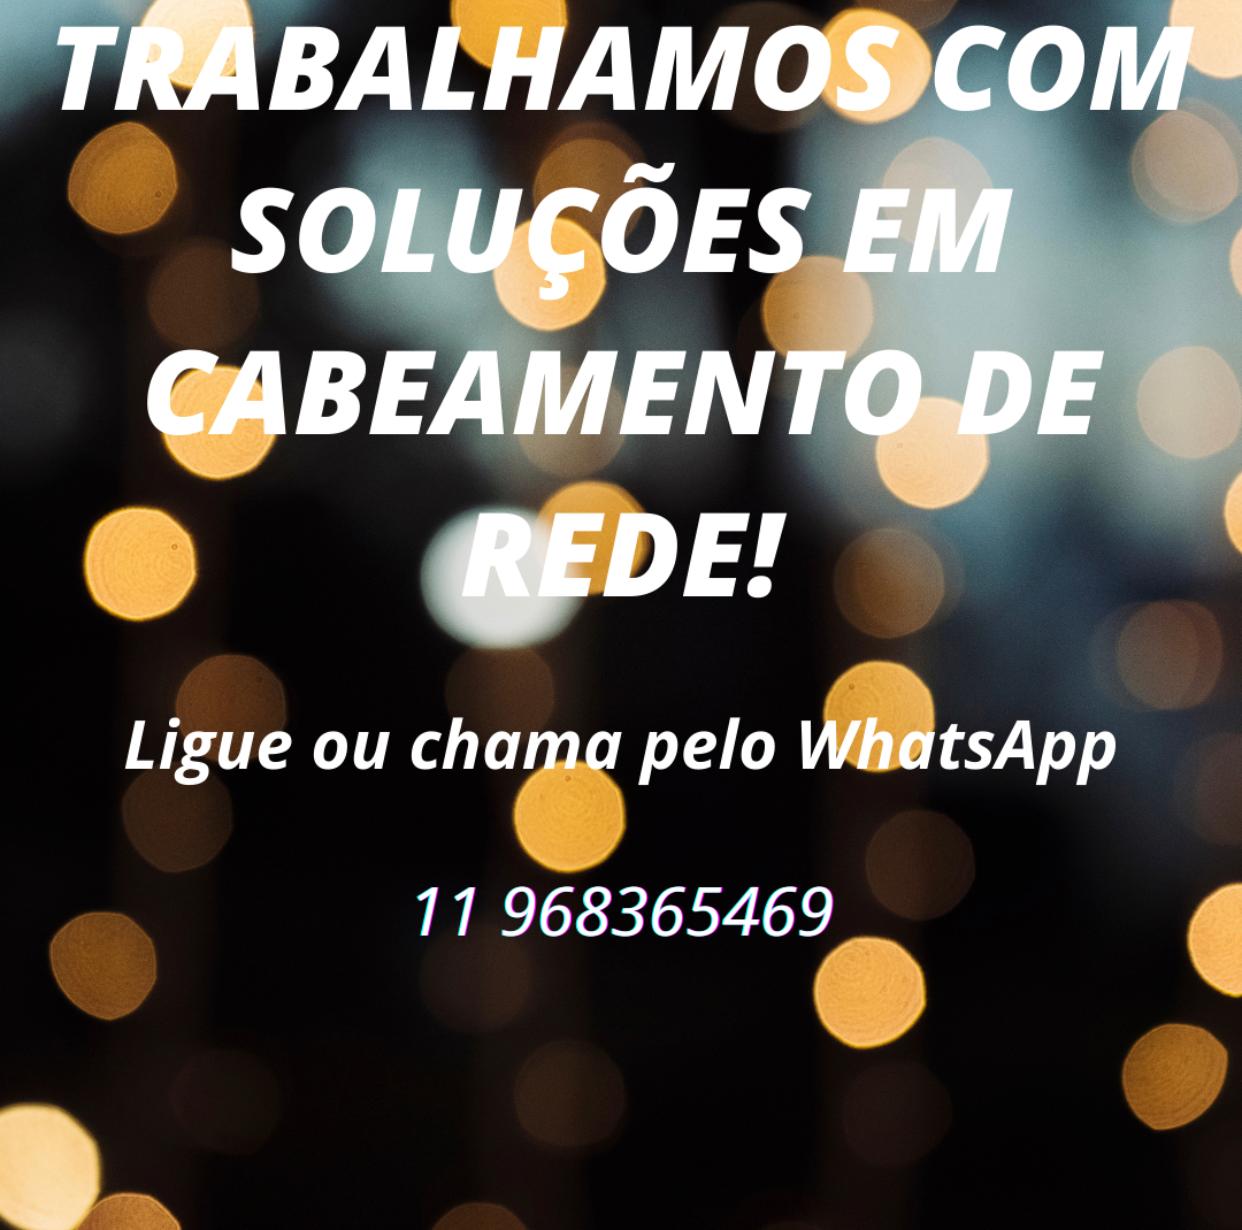 TRABALHAMOS COM
SOLUÇÕES EM
CABEAMENTO DE
REDE!
Ligue ou chama pelo WhatsApp
11 968365469